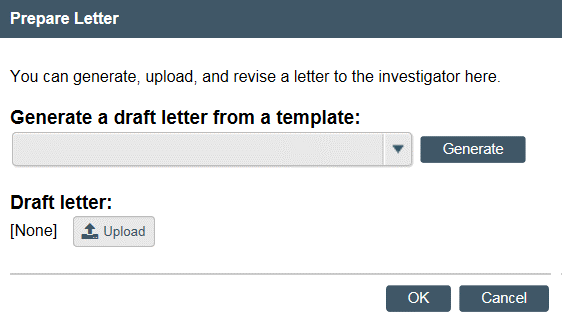 Prepare Letter
You can generate, upload, and revise a letter to the investigator here.
Generate a draft letter from a template:
Generate
Draft letter:
[None] Upload
OK Cancel